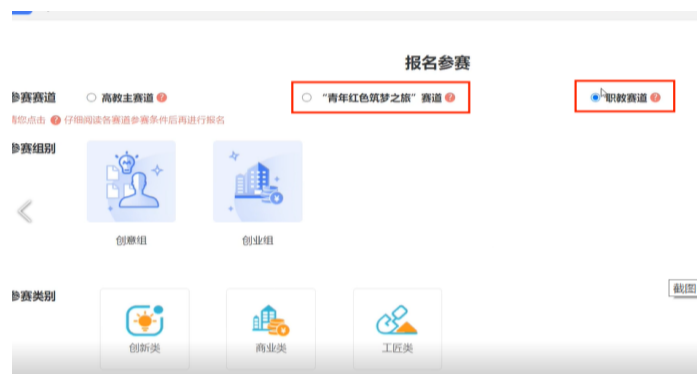 报名参赛
参赛赛道 高教主赛道 ? “青年红色筑梦之旅”赛道 ? 职教赛道 ?
请您点击 ? 仔细阅读各赛道参赛条件后再进行报名
参赛组别
创意组 创业组
截图
参赛类别
创新类 商业类 工匠类